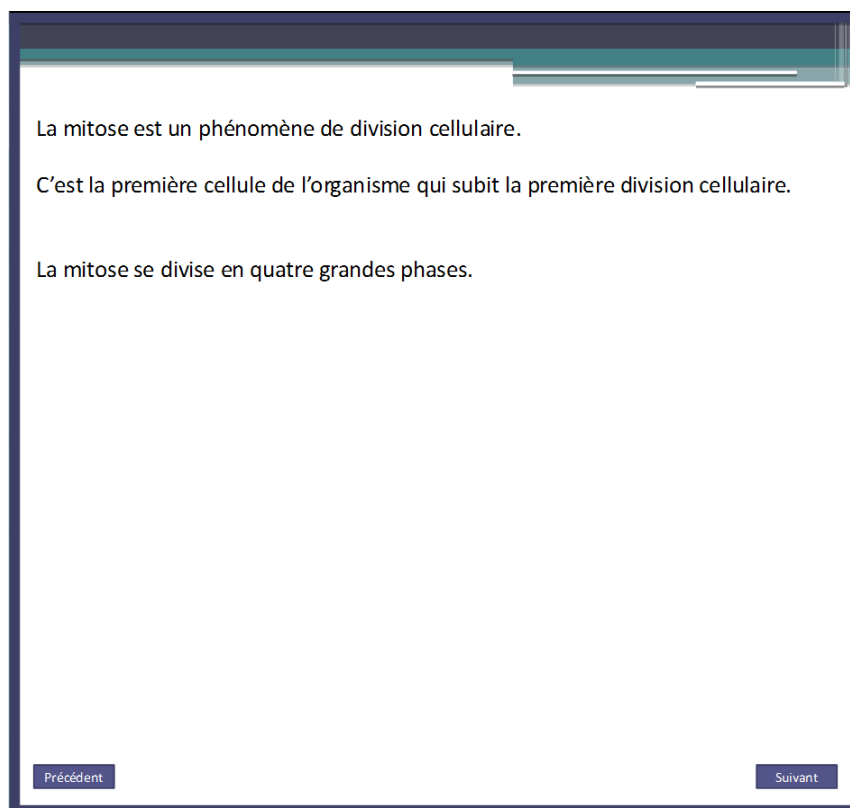 La mitose est un phénomène de division cellulaire.
C’est la première cellule de l’organisme qui subit la première division cellulaire.
La mitose se divise en quatre grandes phases.
Précédent
Suivant